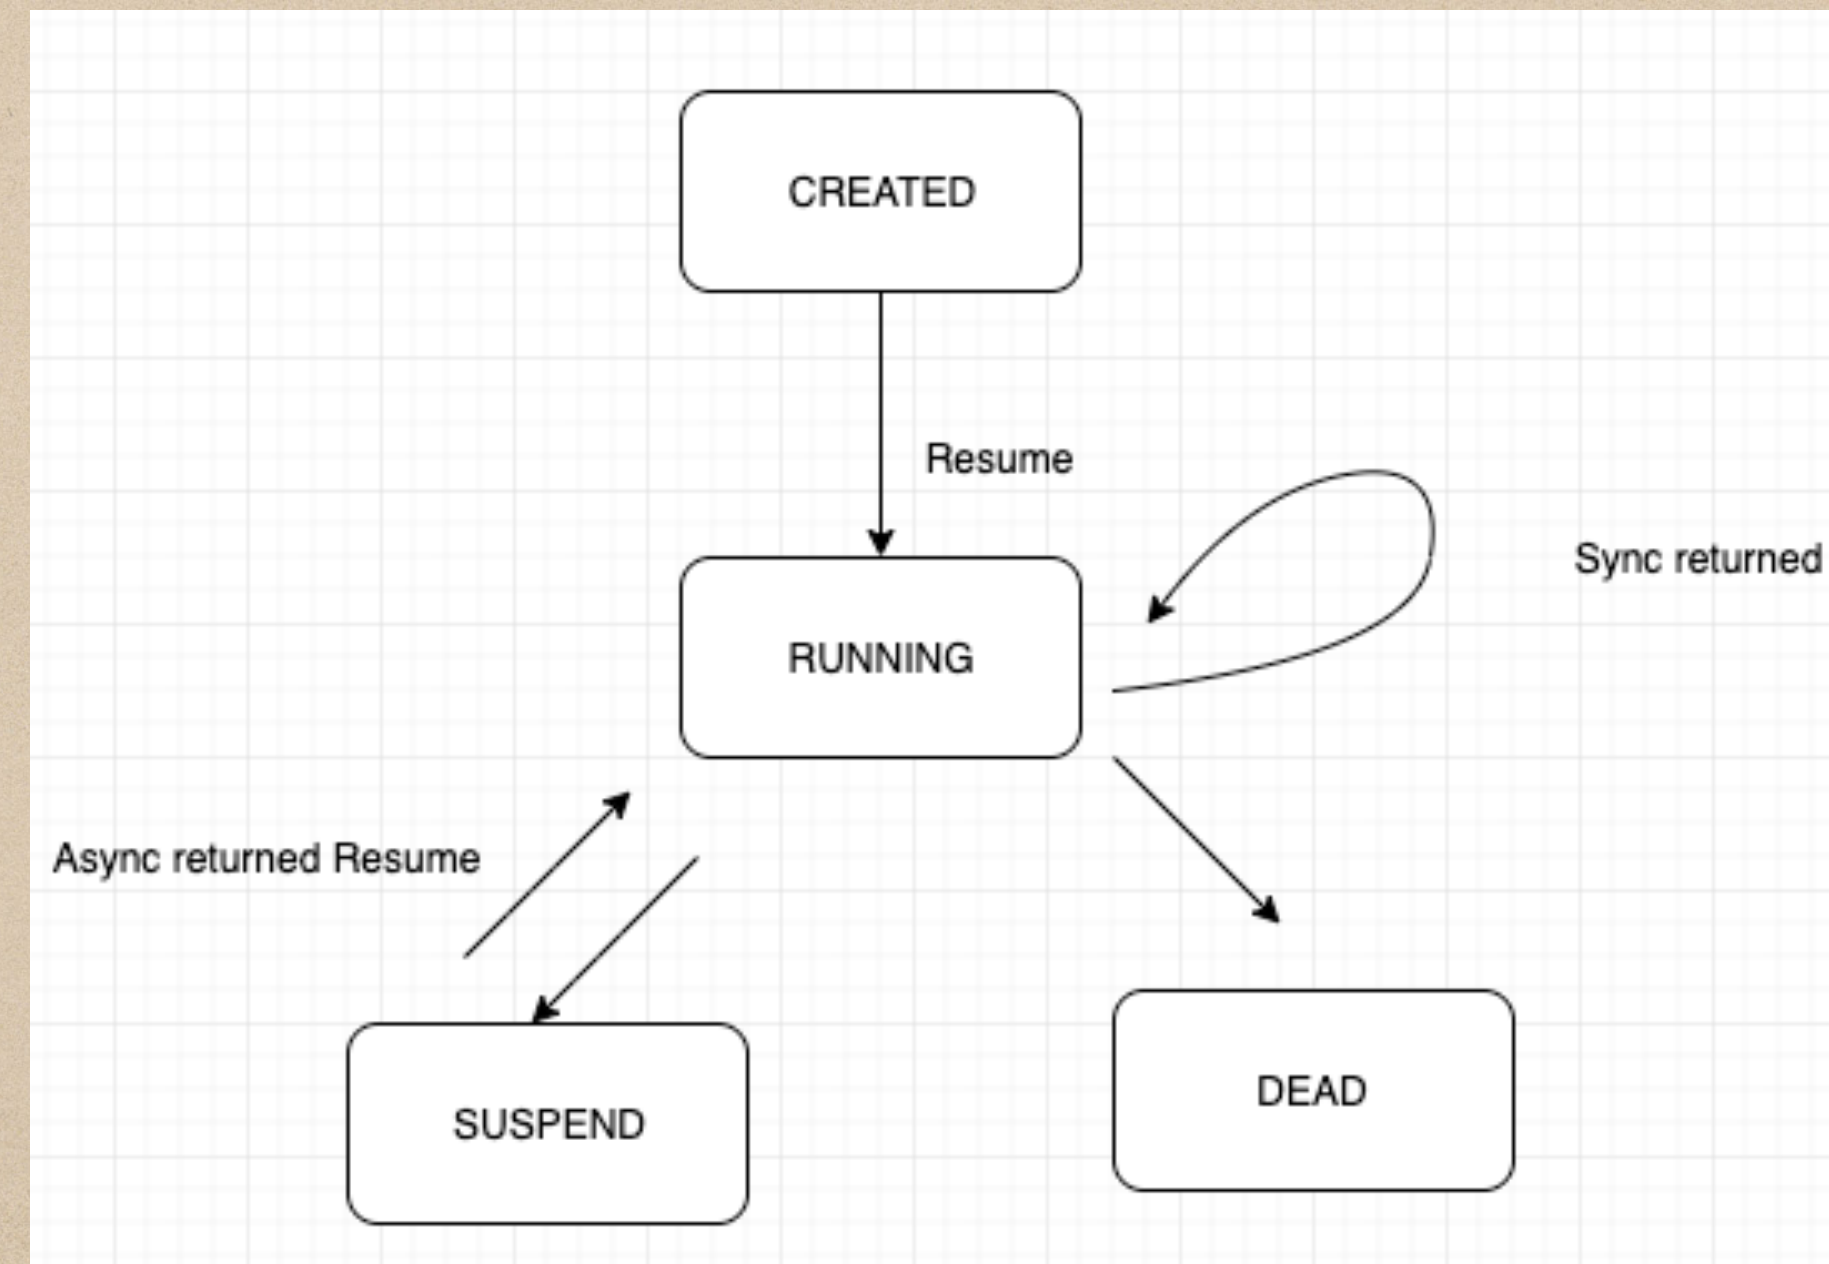 CREATED
Resume
Sync returned
RUNNING
Async returned Resume
DEAD
SUSPEND